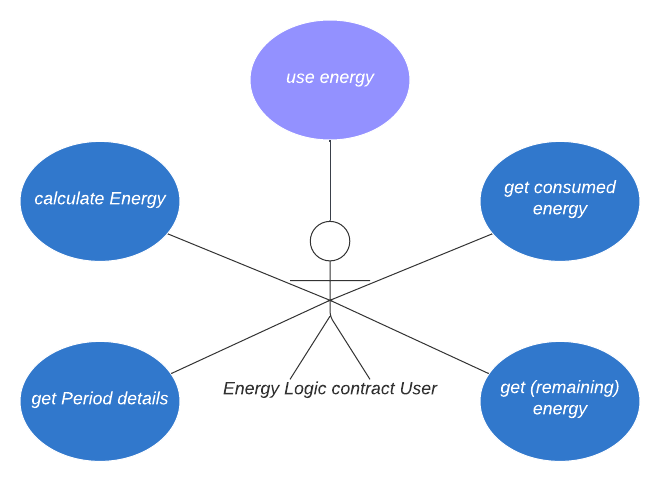 use energy
calculate Energy
get consumed
energy
get Period details
Energy Logic contract User
get (remaining)
energy